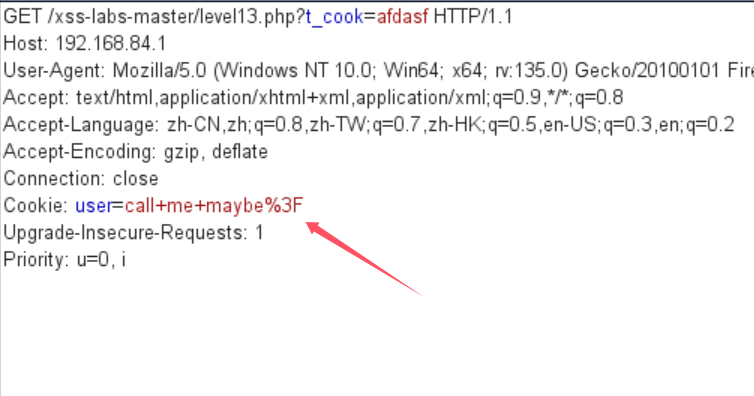 GET /xss-labs-master/level13.php?t_cook=afdasf HTTP/1.1
Host: 192.168.84.1
User-Agent: Mozilla/5.0 (Windows NT 10.0; Win64; x64; rv:135.0) Gecko/20100101 Fire
Accept: text/html,application/xhtml+xml,application/xml;q=0.9,*/*;q=0.8
Accept-Language: zh-CN,zh;q=0.8,zh-TW;q=0.7,zh-HK;q=0.5,en-US;q=0.3,en;q=0.2
Accept-Encoding: gzip, deflate
Connection: close
Cookie: user=call+me+maybe%3F
Upgrade-Insecure-Requests: 1
Priority: u=0, i